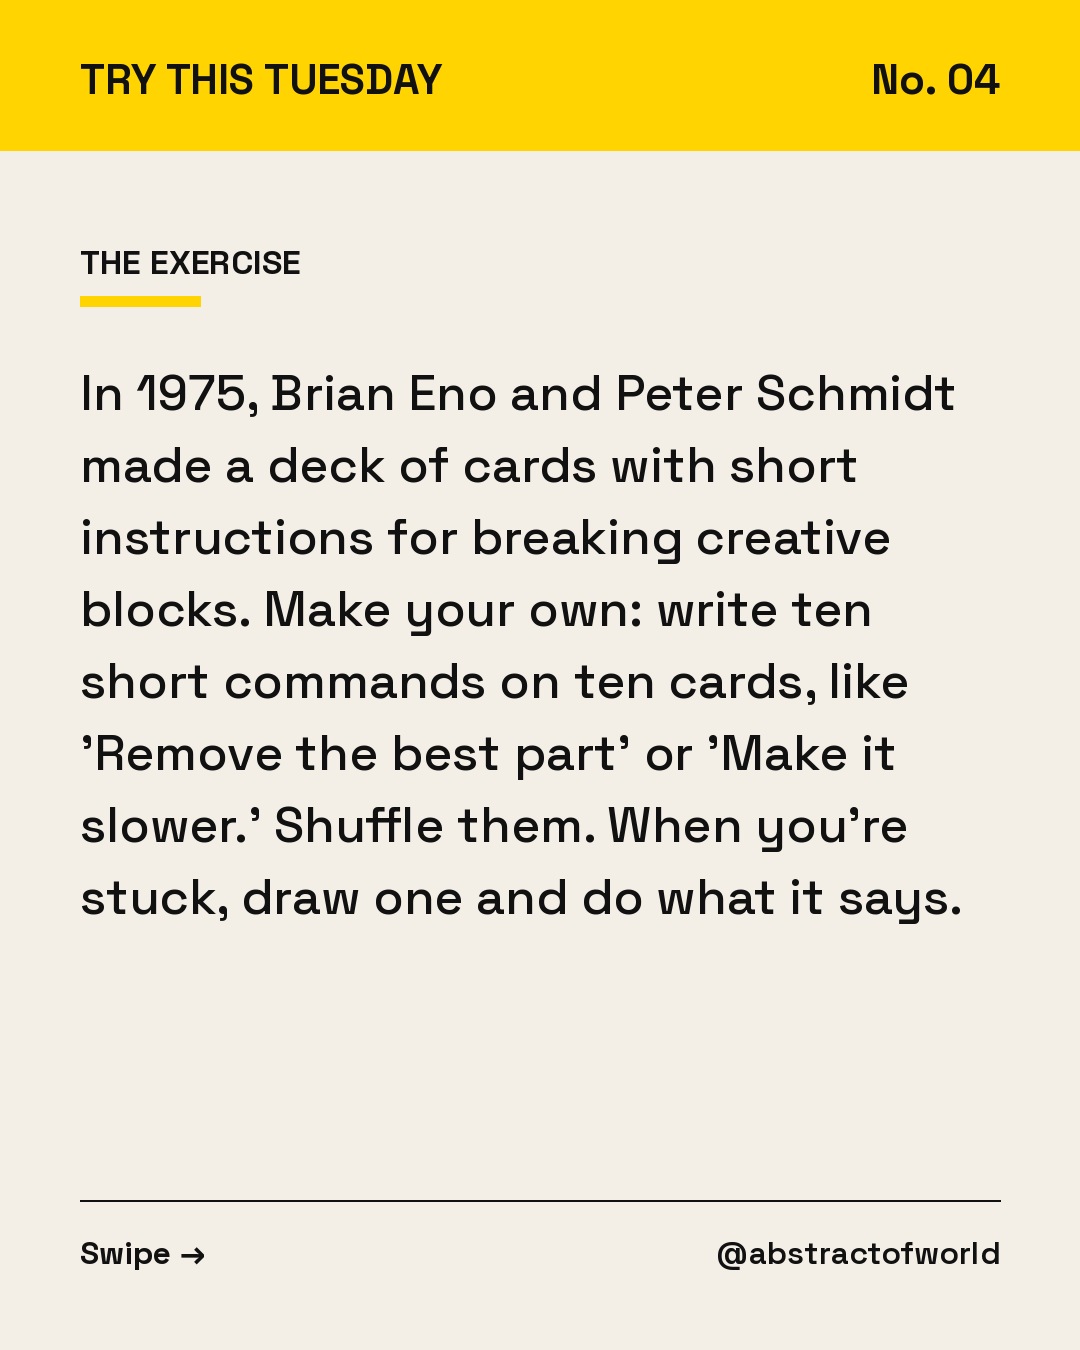 TRY THIS TUESDAY
No. 04
THE EXERCISE
In 1975, Brian Eno and Peter Schmidt
made a deck of cards with short
instructions for breaking creative
blocks. Make your own: write ten
short commands on ten cards, like
’Remove the best part’ or ’Make it
slower.’ Shuffle them. When you’re
stuck, draw one and do what it says.
Swipe →
@abstractofworld